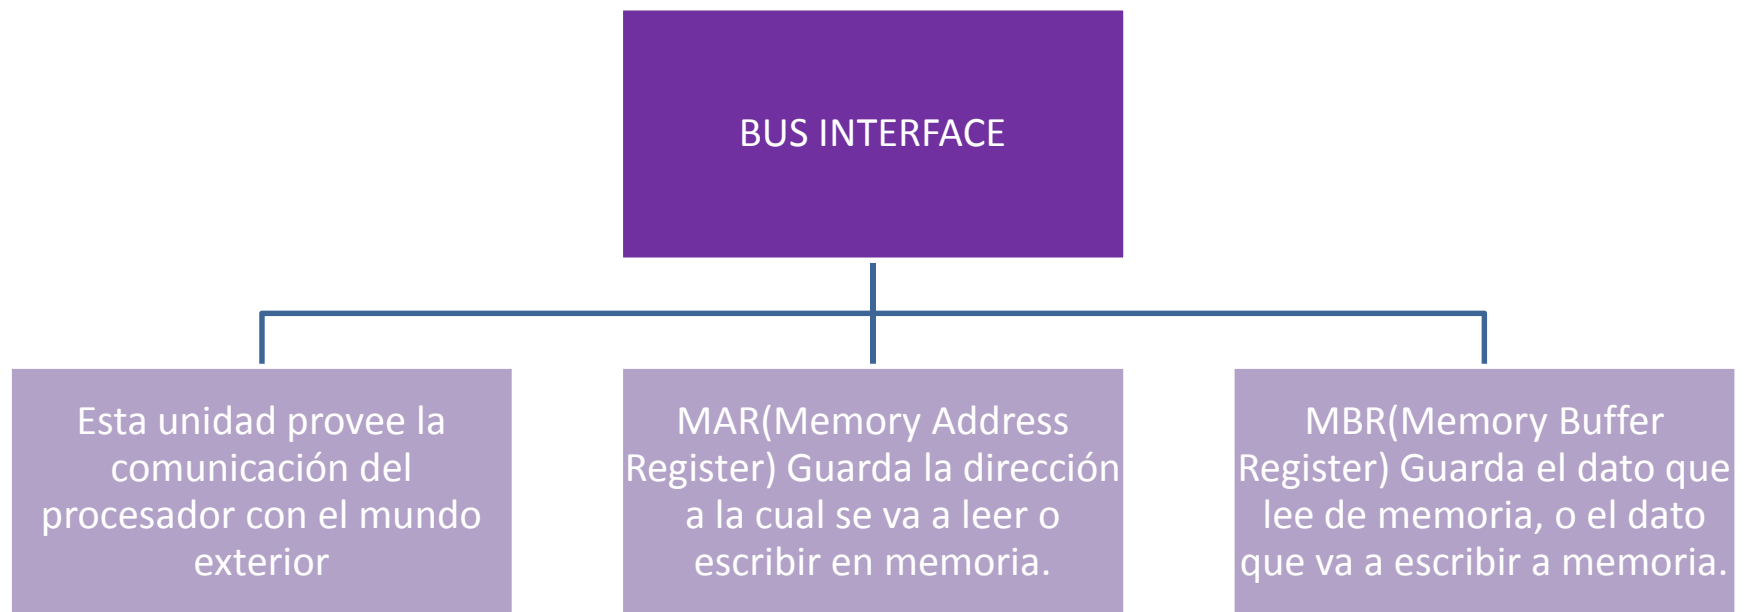 BUS INTERFACE
Esta unidad provee la
comunicación del
procesador con el mundo
exterior
MAR(Memory Address
Register) Guarda la dirección
a la cual se va a leer o
escribir en memoria.
MBR(Memory Buffer
Register) Guarda el dato que
lee de memoria, o el dato
que va a escribir a memoria.